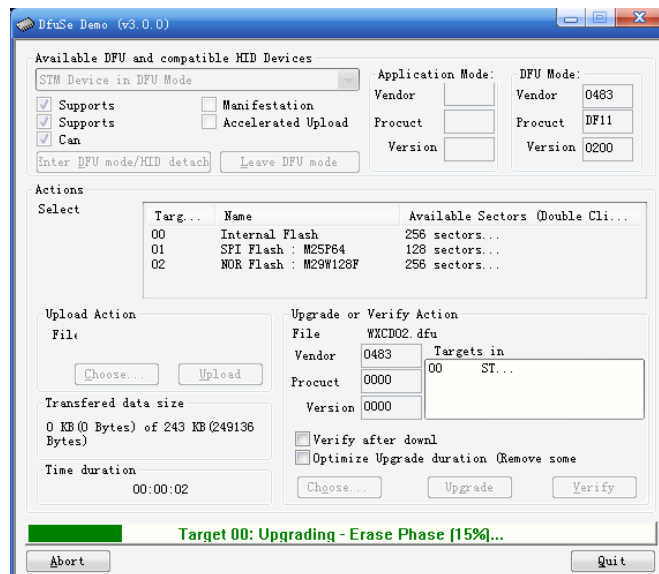 DfuSe Demo (v3.0.0)
Available DFU and compatible HID Devices
STM Device in DFU Mode
Supports
Manifestation
Supports
Accelerated Upload
Can
Enter DFU mode/HID detach
Leave DFU mode
Application Mode:
Vendor
Procuct
Version
DFU Mode:
Vendor 0483
Procuct DF11
Version 0200
Actions
Select
Targ... Name Available Sectors (Double Cli...
00 Internal Flash 256 sectors...
01 SPI Flash : M25P64 128 sectors...
02 NOR Flash : M29W128F 256 sectors...
Upload Action
File
Choose...
Upload
Transfered data size
0 KB(0 Bytes) of 243 KB(249136
Bytes)
Time duration
00:00:02
Upgrade or Verify Action
File WXCD02.dfu
Vendor 0483
Procuct 0000
Version 0000
Targets in
00 ST...
Verify after downl
Optimize Upgrade duration (Remove some
Choose...
Upgrade
Verify
Target 00: Upgrading - Erase Phase (15%)...
Abort
Quit